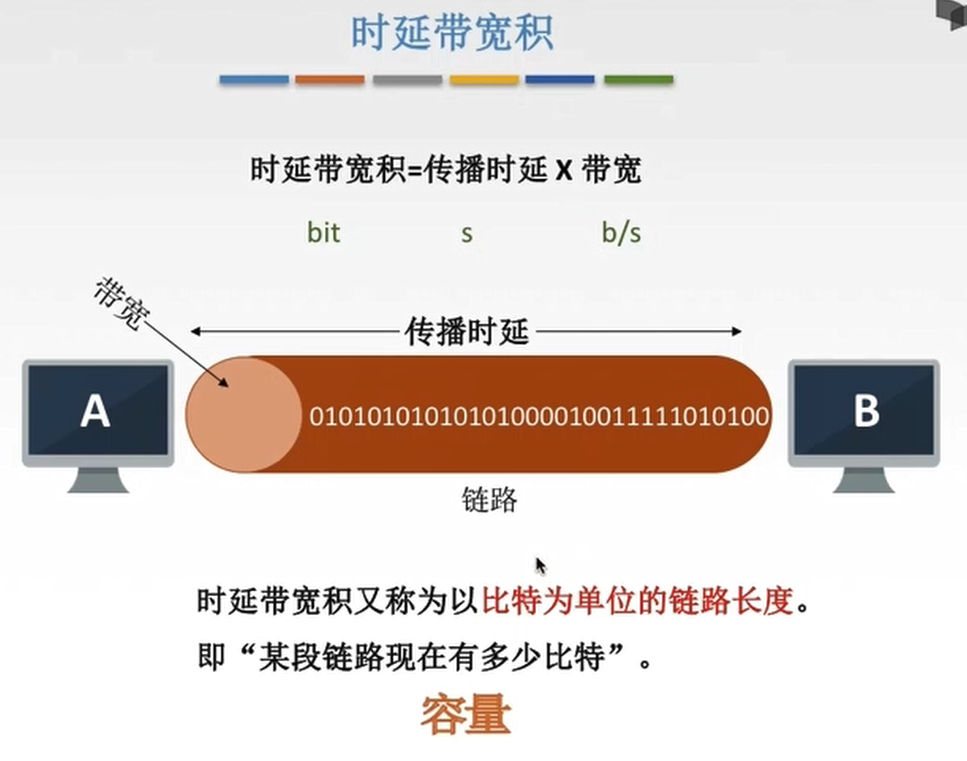 时延带宽积
时延带宽积=传播时延 X 带宽
bit s b/s
带宽
传播时延
A
01010101010101000010011111010100
B
链路
时延带宽积又称为以比特为单位的链路长度。
即“某段链路现在有多少比特”。
容量